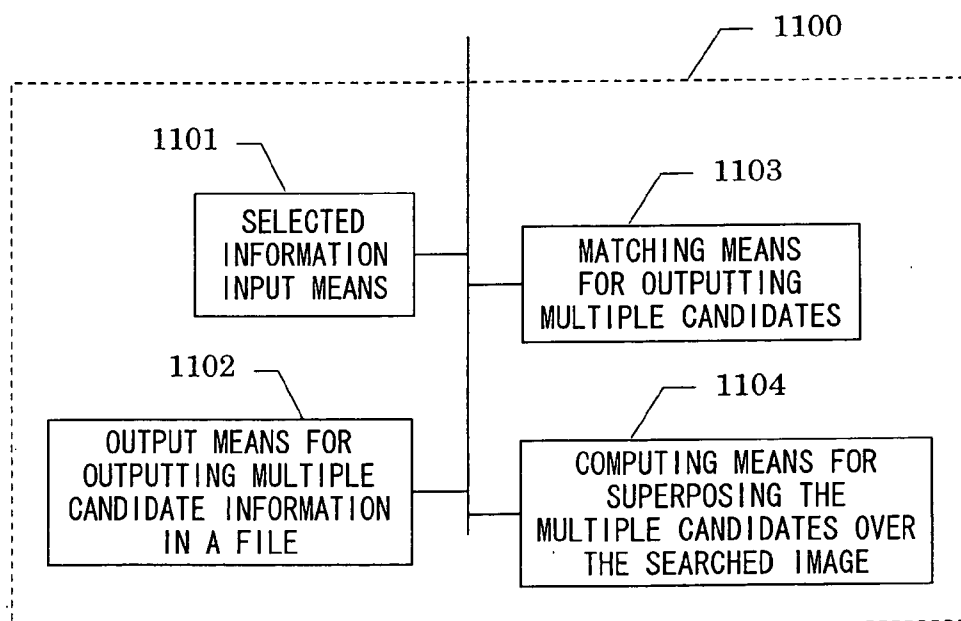 1100
1101
SELECTED
INFORMATION
INPUT MEANS
1103
MATCHING MEANS
FOR OUTPUTTING
MULTIPLE CANDIDATES
1102
OUTPUT MEANS FOR
OUTPUTTING MULTIPLE
CANDIDATE INFORMATION
IN A FILE
1104
COMPUTING MEANS FOR
SUPERPOSING THE
MULTIPLE CANDIDATES OVER
THE SEARCHED IMAGE